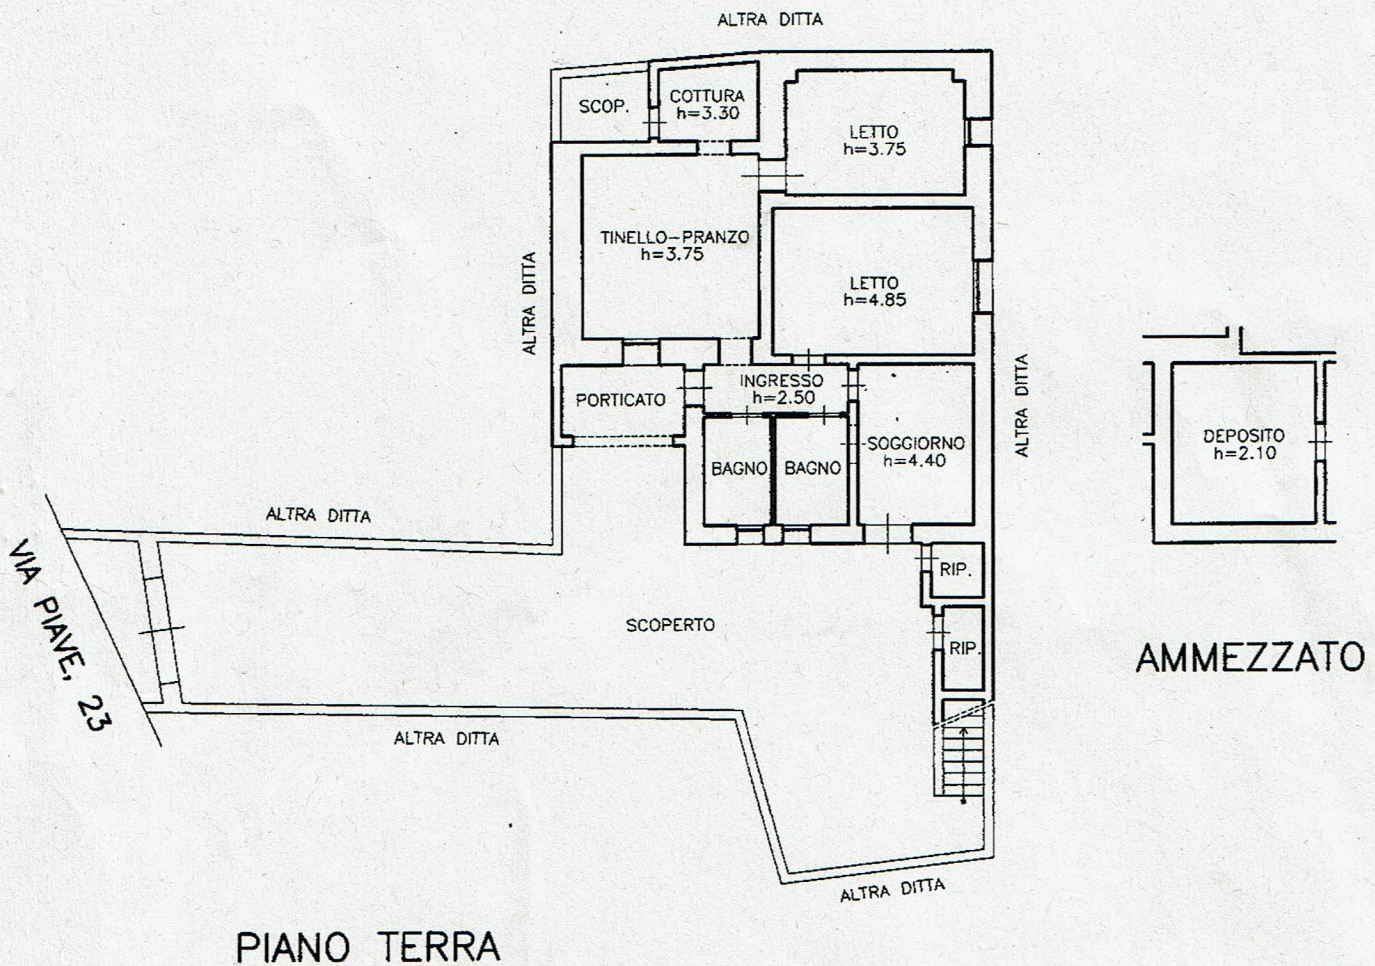 ALTRA DITTA
SCOP.
COTTURA
h=3.30
LETTO
h=3.75
TINELLO-PRANZO
h=3.75
ALTRA DITTA
LETTO
h=4.85
ALTRA DITTA
PORTICATO
INGRESSO
h=2.50
BAGNO
BAGNO
SOGGIORNO
h=4.40
DEPOSITO
h=2.10
ALTRA DITTA
VIA PIAVE, 23
RIP.
SCOPERTO
RIP.
AMMEZZATO
ALTRA DITTA
ALTRA DITTA
PIANO TERRA